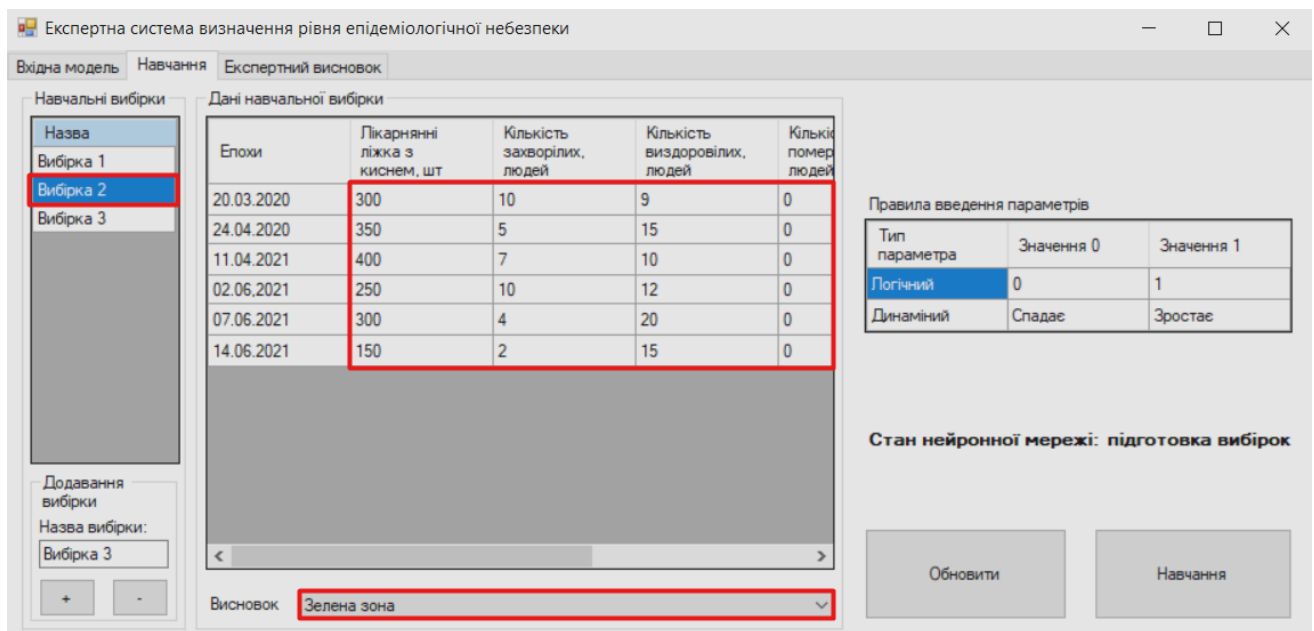 Експертна система визначення рівня епідеміологічної небезпеки
Вхідна модель Навчання Експертний висновок
Навчальні вибірки
Назва
Вибірка 1
Вибірка 2
Вибірка 3
Додавання
вибірки
Назва вибірки:
Вибірка 3
+ -
Дані навчальної вибірки
Епохи Лікарнянні ліжка з киснем, шт Кількість захворілих, людей Кількість виздоровілих, людей Кількіс помер людей
20.03.2020 300 10 9 0
24.04.2020 350 5 15 0
11.04.2021 400 7 10 0
02.06,2021 250 10 12 0
07.06.2021 300 4 20 0
14.06.2021 150 2 15 0
Висновок Зелена зона
Правила введення параметрів
Тип параметра Значення 0 Значення 1
Логічний 0 1
Динаміний Спадає Зростає
Стан нейронної мережі: підготовка вибірок
Обновити Навчання